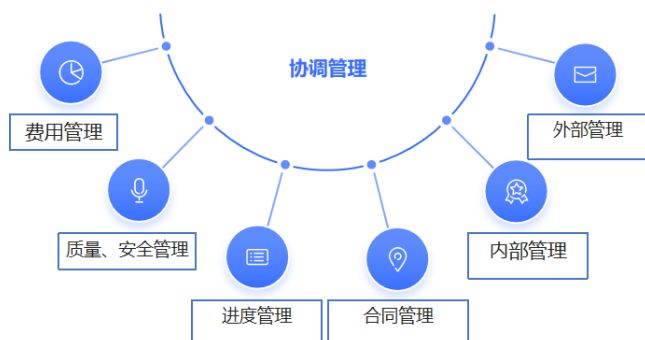 协调管理
费用管理
外部管理
质量、安全管理
内部管理
进度管理
合同管理